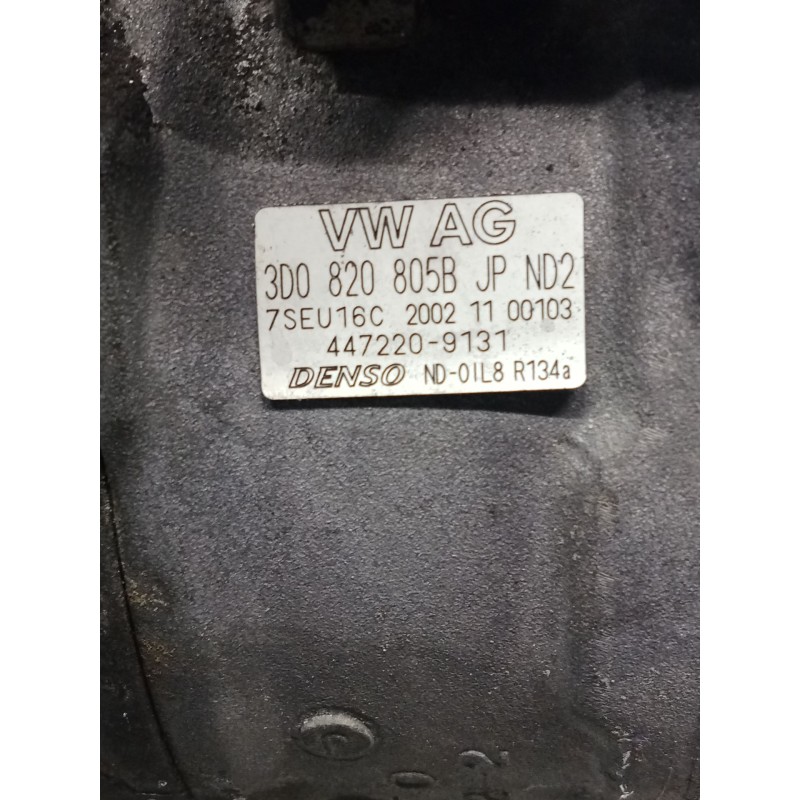 VW AG
3D0 820 805B JP ND2
7SEU16C 2002 11 00103
447220-9131
DENSO ND-OIL8 R134a